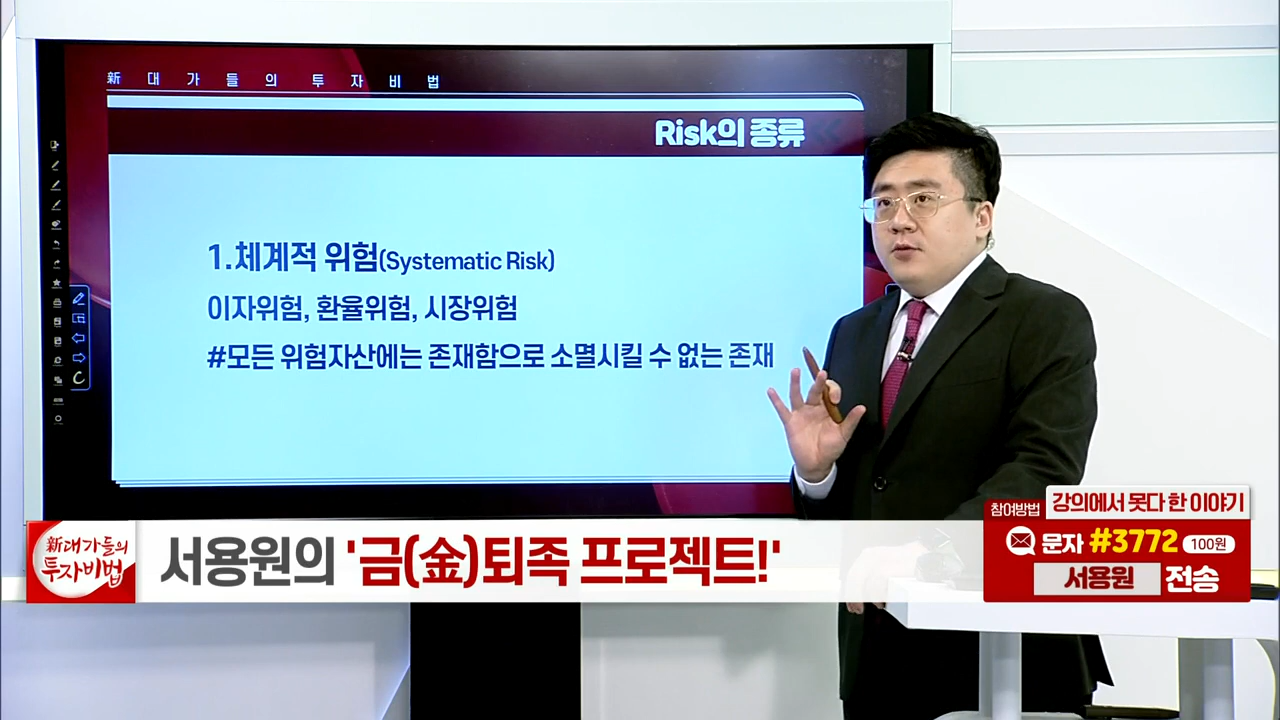 新 대가들의 투자비법
Risk의 종류
1.체계적 위험(Systematic Risk)
이자위험, 환율위험, 시장위험
#모든 위험자산에는 존재함으로 소멸시킬 수 없는 존재
新대가들의
투자비법
서용원의 '금(金)퇴족 프로젝트!'
참여방법
강의에서 못다 한 이야기
문자 #3772 100원
서용원 전송